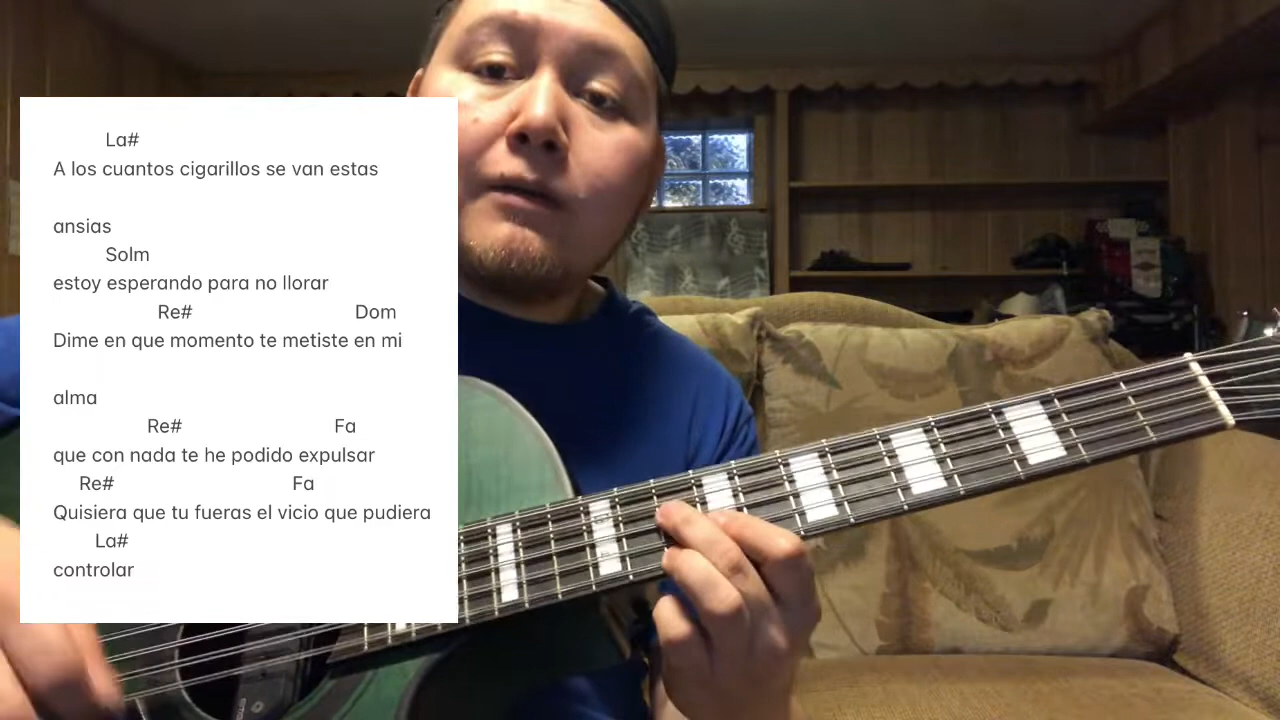 La#
A los cuantos cigarillos se van estas
ansias
Solm
estoy esperando para no llorar
Re# Dom
Dime en que momento te metiste en mi
alma
Re# Fa
que con nada te he podido expulsar
Re# Fa
Quisiera que tu fueras el vicio que pudiera
La#
controlar